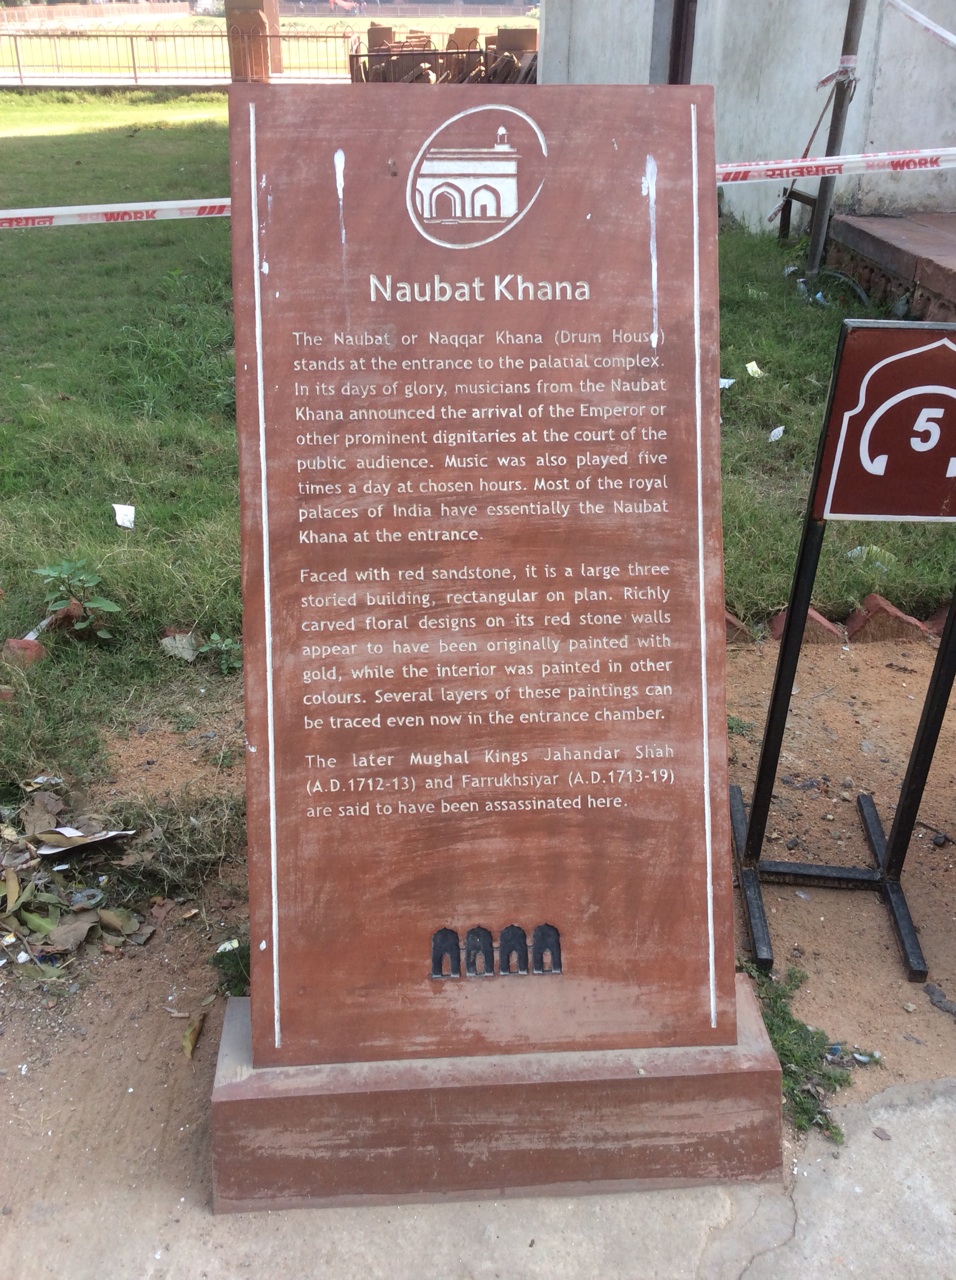 Naubat Khana
The Naubat or Naqqar Khana (Drum House)
stands at the entrance to the palatial complex.
In its days of glory, musicians from the Naubat
Khana announced the arrival of the Emperor or
other prominent dignitaries at the court of the
public audience. Music was also played five
times a day at chosen hours. Most of the royal
palaces of India have essentially the Naubat
Khana at the entrance.
Faced with red sandstone, it is a large three
storied building, rectangular on plan. Richly
carved floral designs on its red stone walls
appear to have been originally painted with
gold, while the interior was painted in other
colours. Several layers of these paintings can
be traced even now in the entrance chamber.
The later Mughal Kings Jahandar Shah
(A.D.1712-13) and Farrukhsiyar (A.D.1713-19)
are said to have been assassinated here.
5
WORK
सावधान
WORK